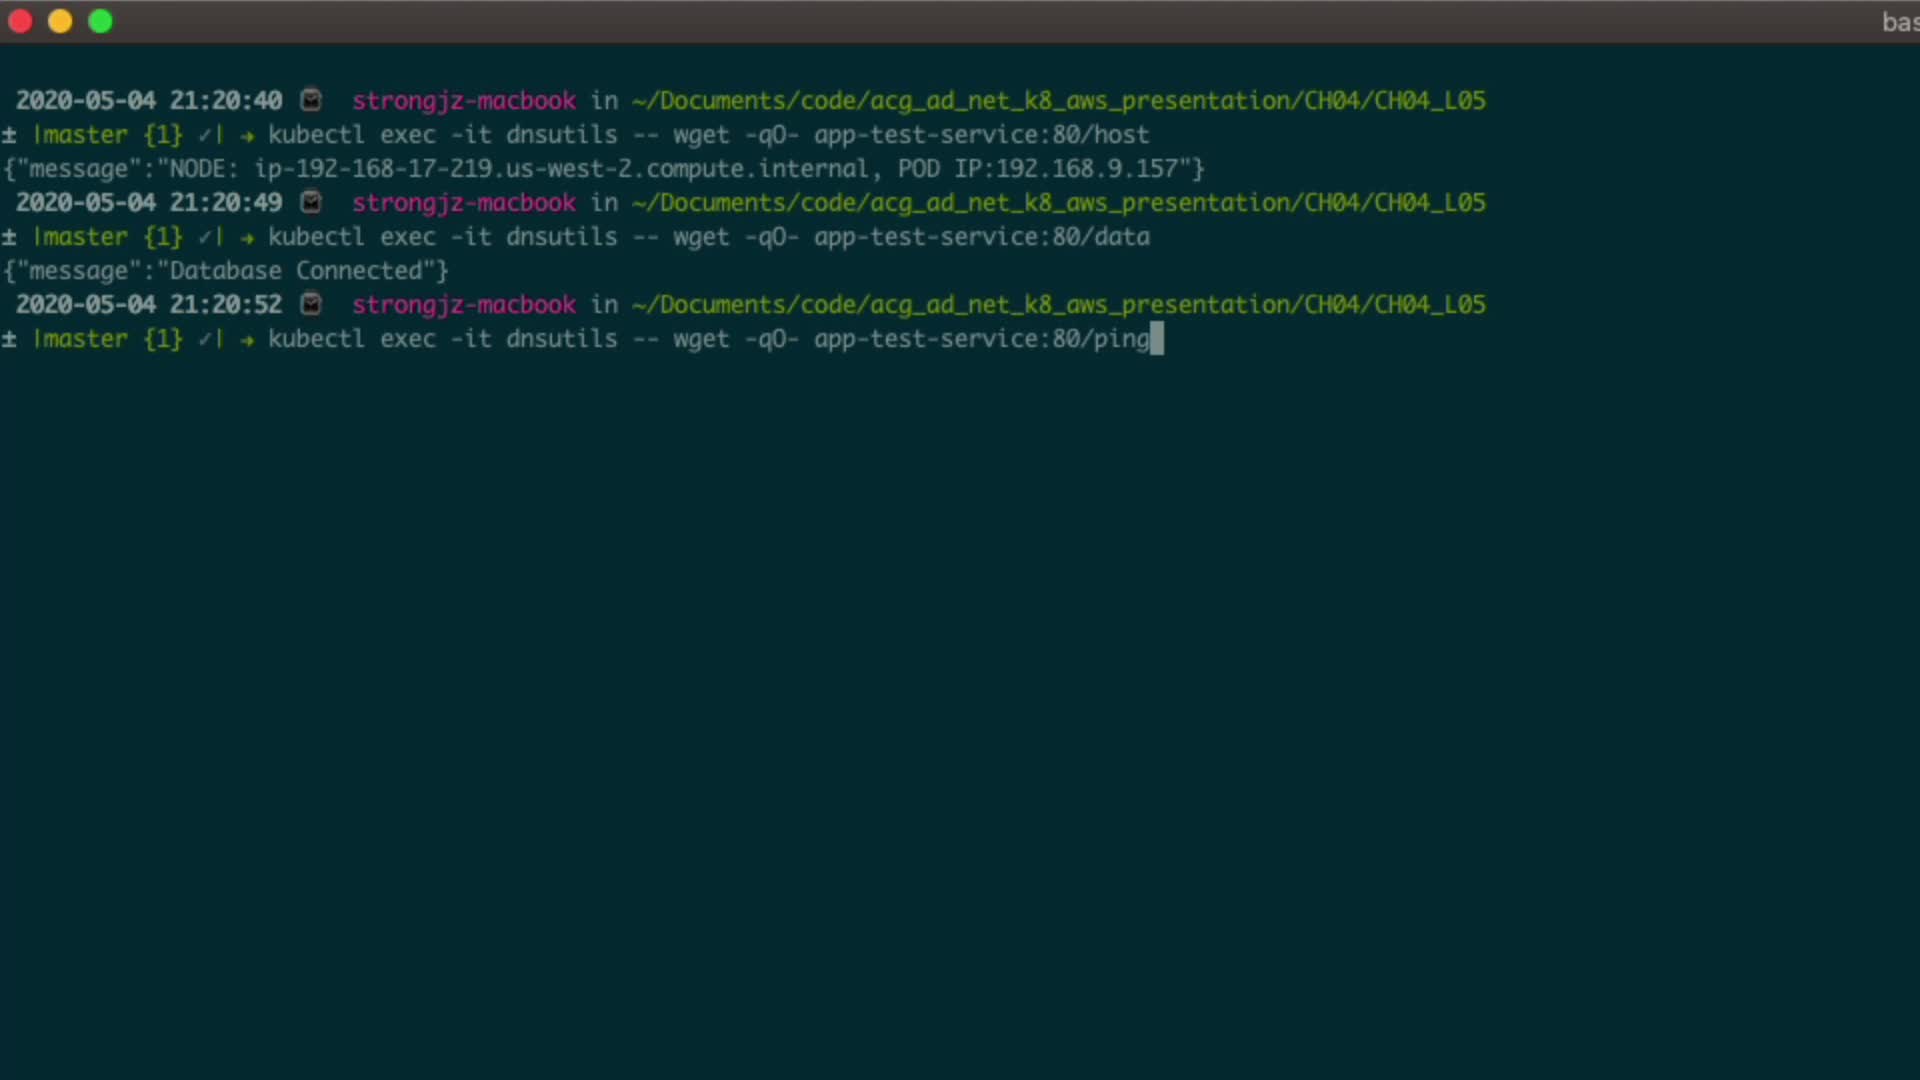 bas
2020-05-04 21:20:40 strongjz-macbook in ~/Documents/code/acg_ad_net_k8_aws_presentation/CH04/CH04_L05
± |master {1} ✓| → kubectl exec -it dnsutils -- wget -qO- app-test-service:80/host
{"message":"NODE: ip-192-168-17-219.us-west-2.compute.internal, POD IP:192.168.9.157"}
2020-05-04 21:20:49 strongjz-macbook in ~/Documents/code/acg_ad_net_k8_aws_presentation/CH04/CH04_L05
± |master {1} ✓| → kubectl exec -it dnsutils -- wget -qO- app-test-service:80/data
{"message":"Database Connected"}
2020-05-04 21:20:52 strongjz-macbook in ~/Documents/code/acg_ad_net_k8_aws_presentation/CH04/CH04_L05
± |master {1} ✓| → kubectl exec -it dnsutils -- wget -qO- app-test-service:80/ping